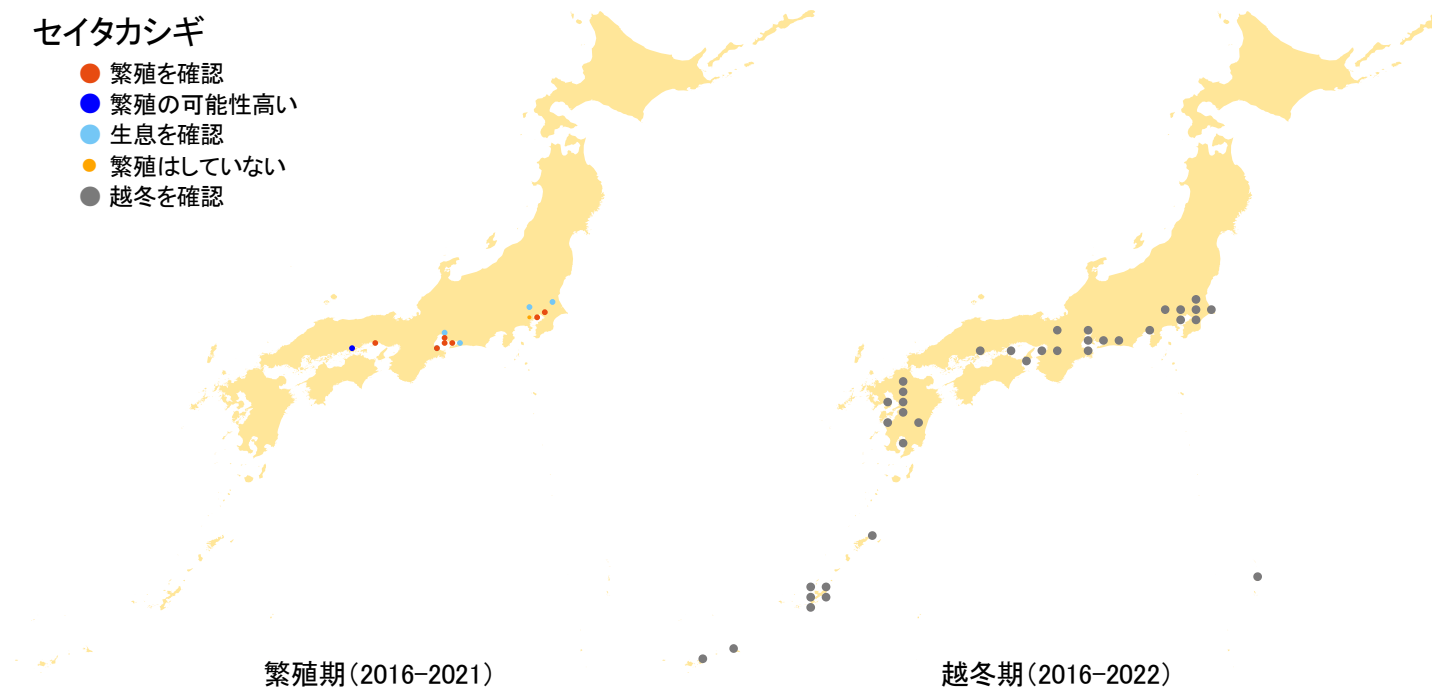 セイタカシギ
繁殖を確認
繁殖の可能性高い
生息を確認
繁殖はしていない
越冬を確認
繁殖期(2016-2021)
越冬期(2016-2022)